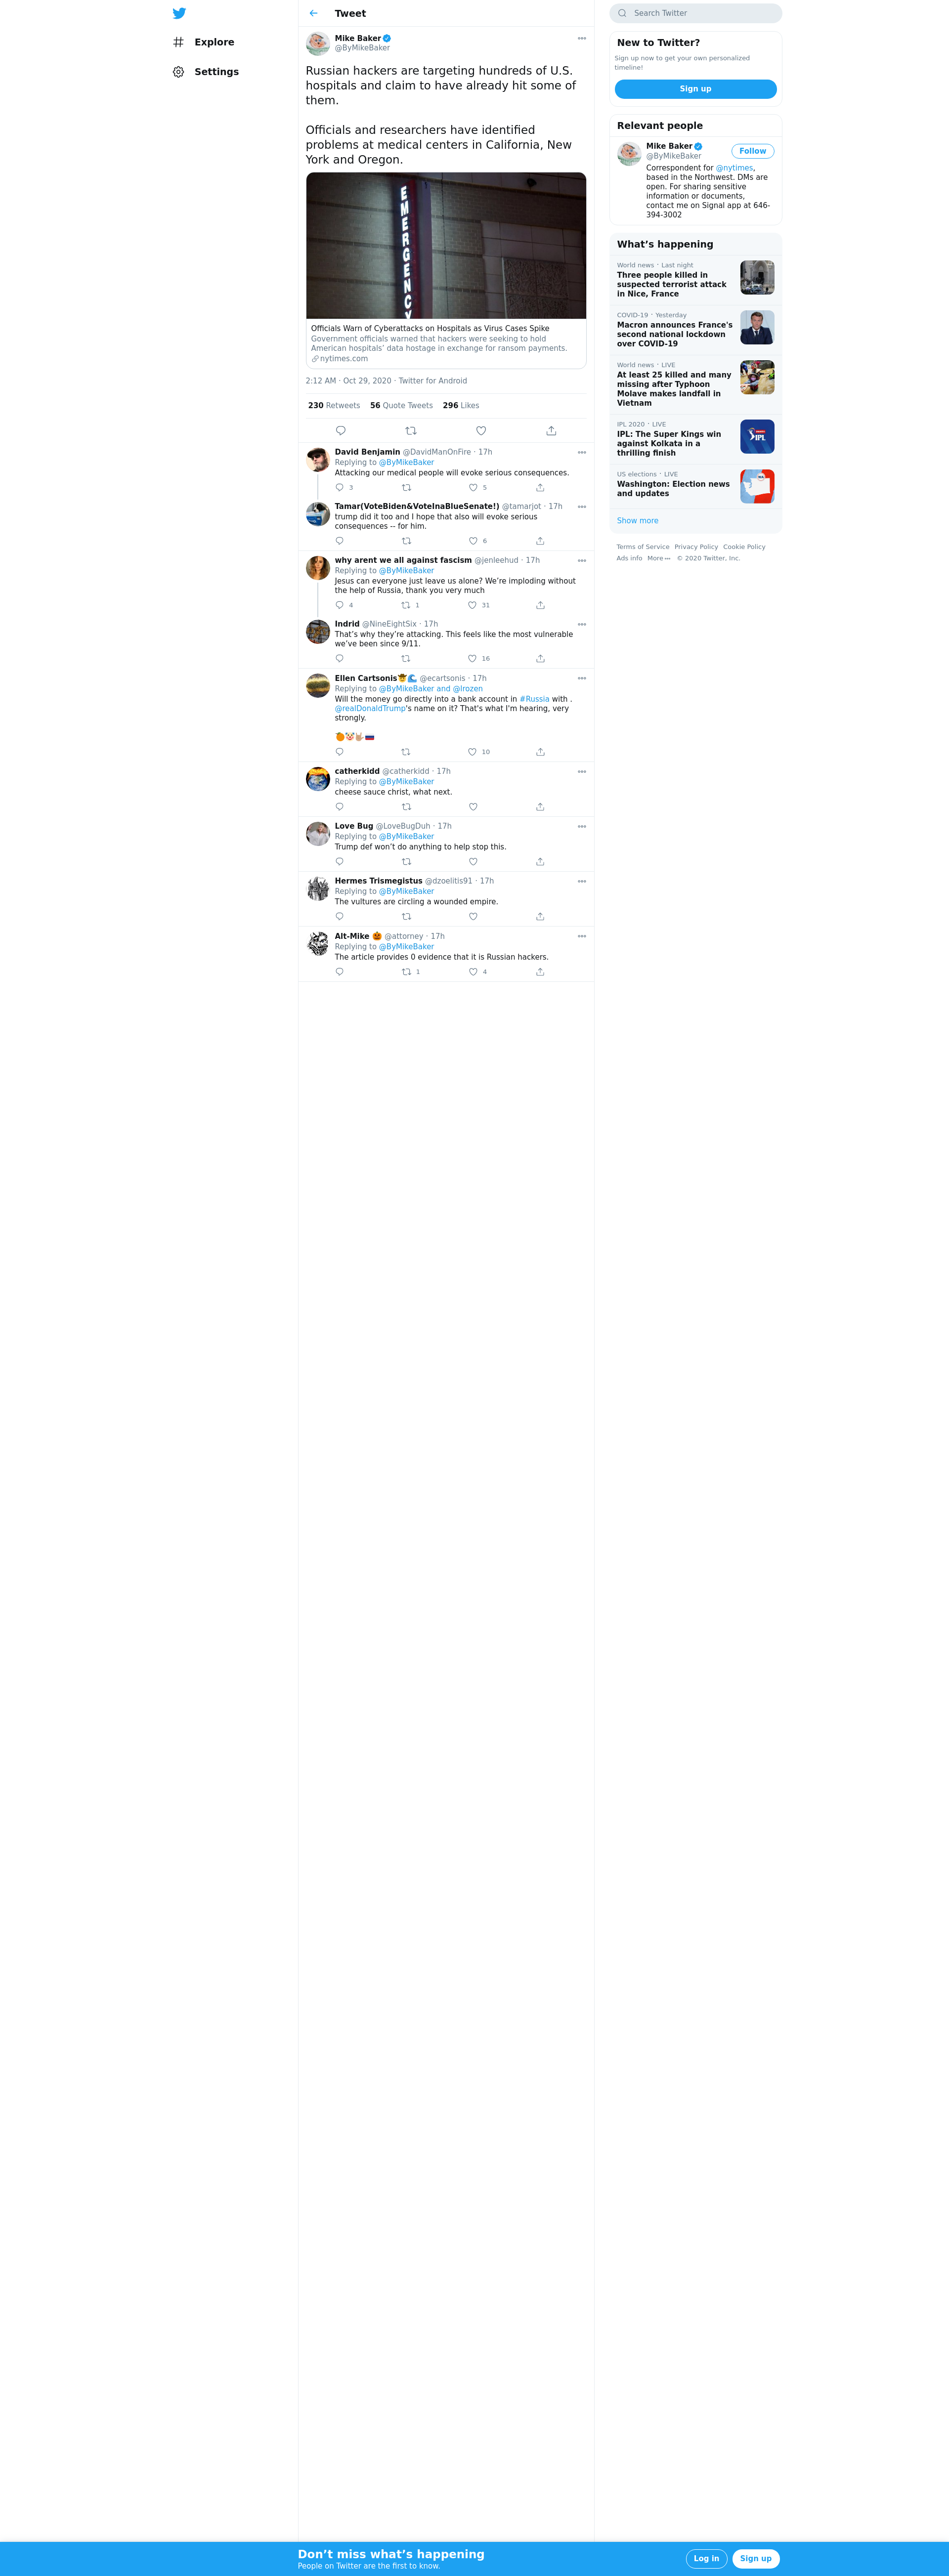 Explore
Settings
Tweet
Mike Baker
@ByMikeBaker
Russian hackers are targeting hundreds of U.S.
hospitals and claim to have already hit some of
them.
Officials and researchers have identified
problems at medical centers in California, New
York and Oregon.
EMERGENCY
Officials Warn of Cyberattacks on Hospitals as Virus Cases Spike
Government officials warned that hackers were seeking to hold
American hospitals’ data hostage in exchange for ransom payments.
nytimes.com
2:12 AM · Oct 29, 2020 · Twitter for Android
230 Retweets 56 Quote Tweets 296 Likes
David Benjamin @DavidManOnFire · 17h
Replying to @ByMikeBaker
Attacking our medical people will evoke serious consequences.
3 5
Tamar(VoteBiden&VoteInaBlueSenate!) @tamarjot · 17h
trump did it too and I hope that also will evoke serious
consequences -- for him.
6
why arent we all against fascism @jenleehud · 17h
Replying to @ByMikeBaker
Jesus can everyone just leave us alone? We’re imploding without
the help of Russia, thank you very much
4 1 31
Indrid @NineEightSix · 17h
That’s why they’re attacking. This feels like the most vulnerable
we’ve been since 9/11.
16
Ellen Cartsonis🤠🌊 @ecartsonis · 17h
Replying to @ByMikeBaker and @lrozen
Will the money go directly into a bank account in #Russia with .
@realDonaldTrump's name on it? That's what I'm hearing, very
strongly.
10
catherkidd @catherkidd · 17h
Replying to @ByMikeBaker
cheese sauce christ, what next.
Love Bug @LoveBugDuh · 17h
Replying to @ByMikeBaker
Trump def won’t do anything to help stop this.
Hermes Trismegistus @dzoelitis91 · 17h
Replying to @ByMikeBaker
The vultures are circling a wounded empire.
Alt-Mike 🎃 @attorney · 17h
Replying to @ByMikeBaker
The article provides 0 evidence that it is Russian hackers.
1 4
Search Twitter
New to Twitter?
Sign up now to get your own personalized
timeline!
Sign up
Relevant people
Mike Baker
@ByMikeBaker
Follow
Correspondent for @nytimes,
based in the Northwest. DMs are
open. For sharing sensitive
information or documents,
contact me on Signal app at 646-
394-3002
What’s happening
World news · Last night
Three people killed in
suspected terrorist attack
in Nice, France
COVID-19 · Yesterday
Macron announces France's
second national lockdown
over COVID-19
World news · LIVE
At least 25 killed and many
missing after Typhoon
Molave makes landfall in
Vietnam
IPL 2020 · LIVE
IPL: The Super Kings win
against Kolkata in a
thrilling finish
IPL
US elections · LIVE
Washington: Election news
and updates
Show more
Terms of Service Privacy Policy Cookie Policy
Ads info More © 2020 Twitter, Inc.
Don’t miss what’s happening
People on Twitter are the first to know.
Log in
Sign up